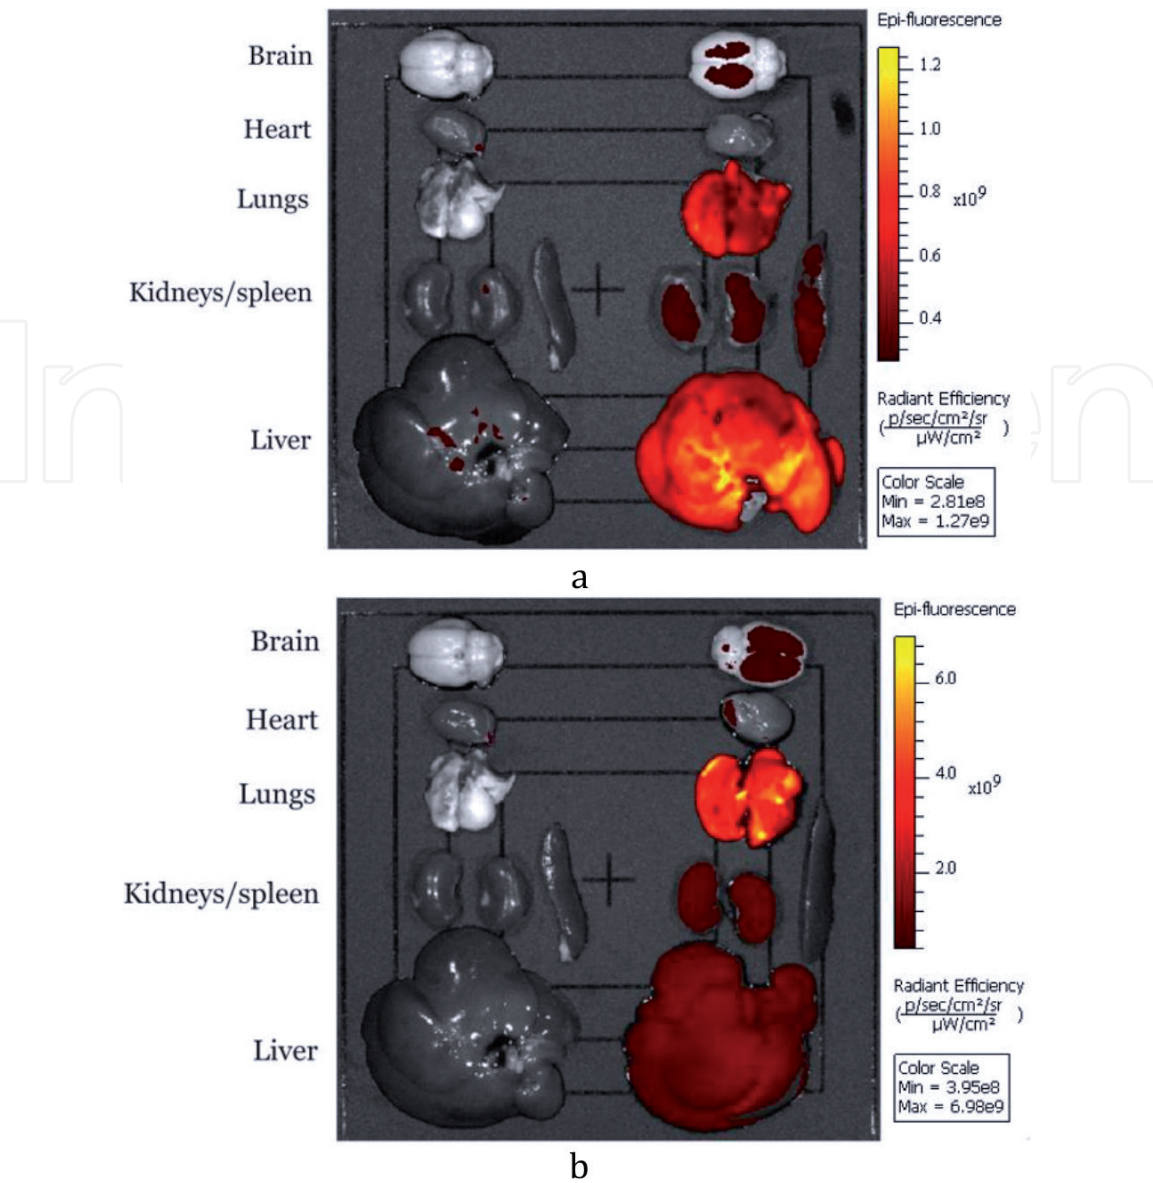 Epi-fluorescence
Brain
1.2
Heart
1.0
Lungs
0.8
x10⁹
0.6
Kidneys/spleen
0.4
Radiant Efficiency
(p/sec/cm²/sr
µW/cm²)
Liver
Color Scale
Min = 2.81e8
Max = 1.27e9
a
Epi-fluorescence
Brain
6.0
Heart
4.0
x10⁹
Lungs
2.0
Kidneys/spleen
Radiant Efficiency
(p/sec/cm²/sr
µW/cm²)
Liver
Color Scale
Min = 3.95e8
Max = 6.98e9
b